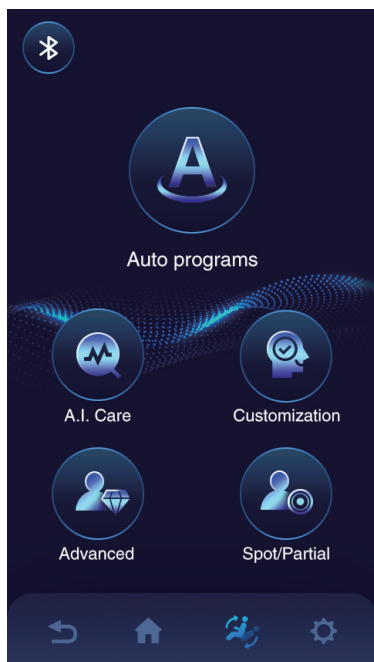 A
Auto programs
A.I. Care
Customization
Advanced
Spot/Partial